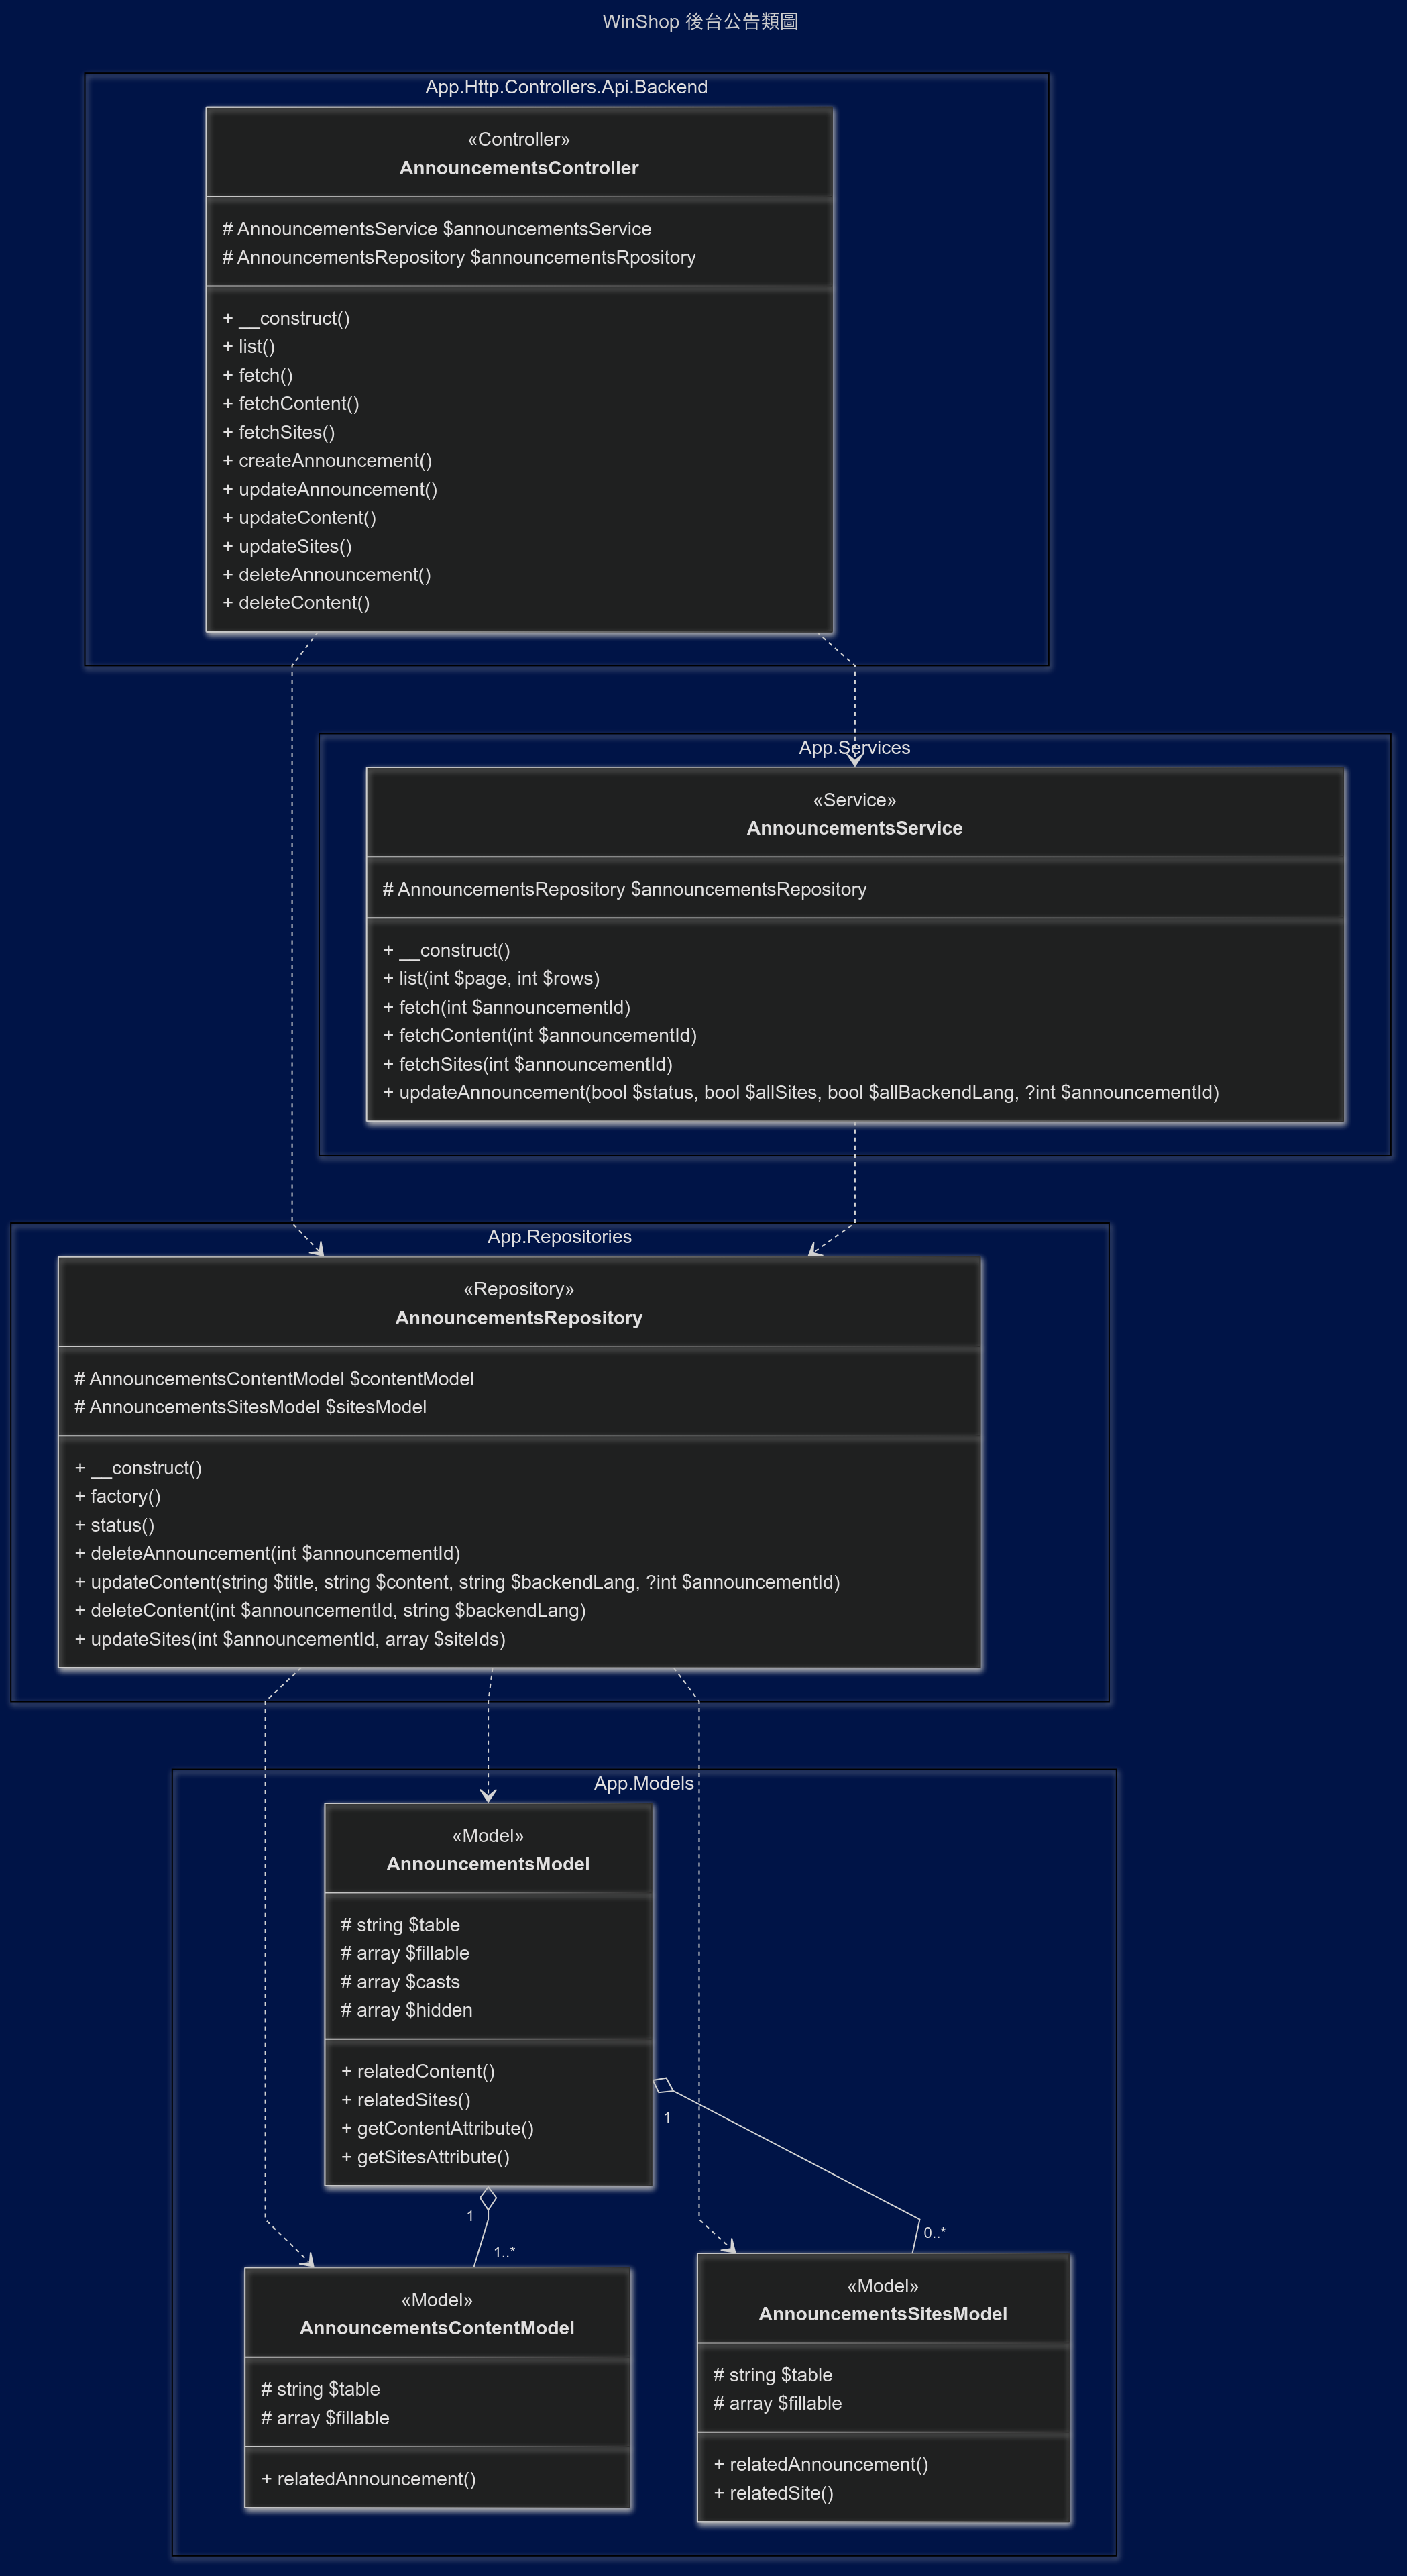 WinShop 後台公告類圖
App.Http.Controllers.Api.Backend
«Controller»
AnnouncementsController
# AnnouncementsService $announcementsService
# AnnouncementsRepository $announcementsRpository
+ __construct()
+ list()
+ fetch()
+ fetchContent()
+ fetchSites()
+ createAnnouncement()
+ updateAnnouncement()
+ updateContent()
+ updateSites()
+ deleteAnnouncement()
+ deleteContent()
App.Services
«Service»
AnnouncementsService
# AnnouncementsRepository $announcementsRepository
+ __construct()
+ list(int $page, int $rows)
+ fetch(int $announcementId)
+ fetchContent(int $announcementId)
+ fetchSites(int $announcementId)
+ updateAnnouncement(bool $status, bool $allSites, bool $allBackendLang, ?int $announcementId)
App.Repositories
«Repository»
AnnouncementsRepository
# AnnouncementsContentModel $contentModel
# AnnouncementsSitesModel $sitesModel
+ __construct()
+ factory()
+ status()
+ deleteAnnouncement(int $announcementId)
+ updateContent(string $title, string $content, string $backendLang, ?int $announcementId)
+ deleteContent(int $announcementId, string $backendLang)
+ updateSites(int $announcementId, array $siteIds)
App.Models
«Model»
AnnouncementsModel
# string $table
# array $fillable
# array $casts
# array $hidden
+ relatedContent()
+ relatedSites()
+ getContentAttribute()
+ getSitesAttribute()
1
1
1..*
0..*
«Model»
AnnouncementsContentModel
# string $table
# array $fillable
+ relatedAnnouncement()
«Model»
AnnouncementsSitesModel
# string $table
# array $fillable
+ relatedAnnouncement()
+ relatedSite()